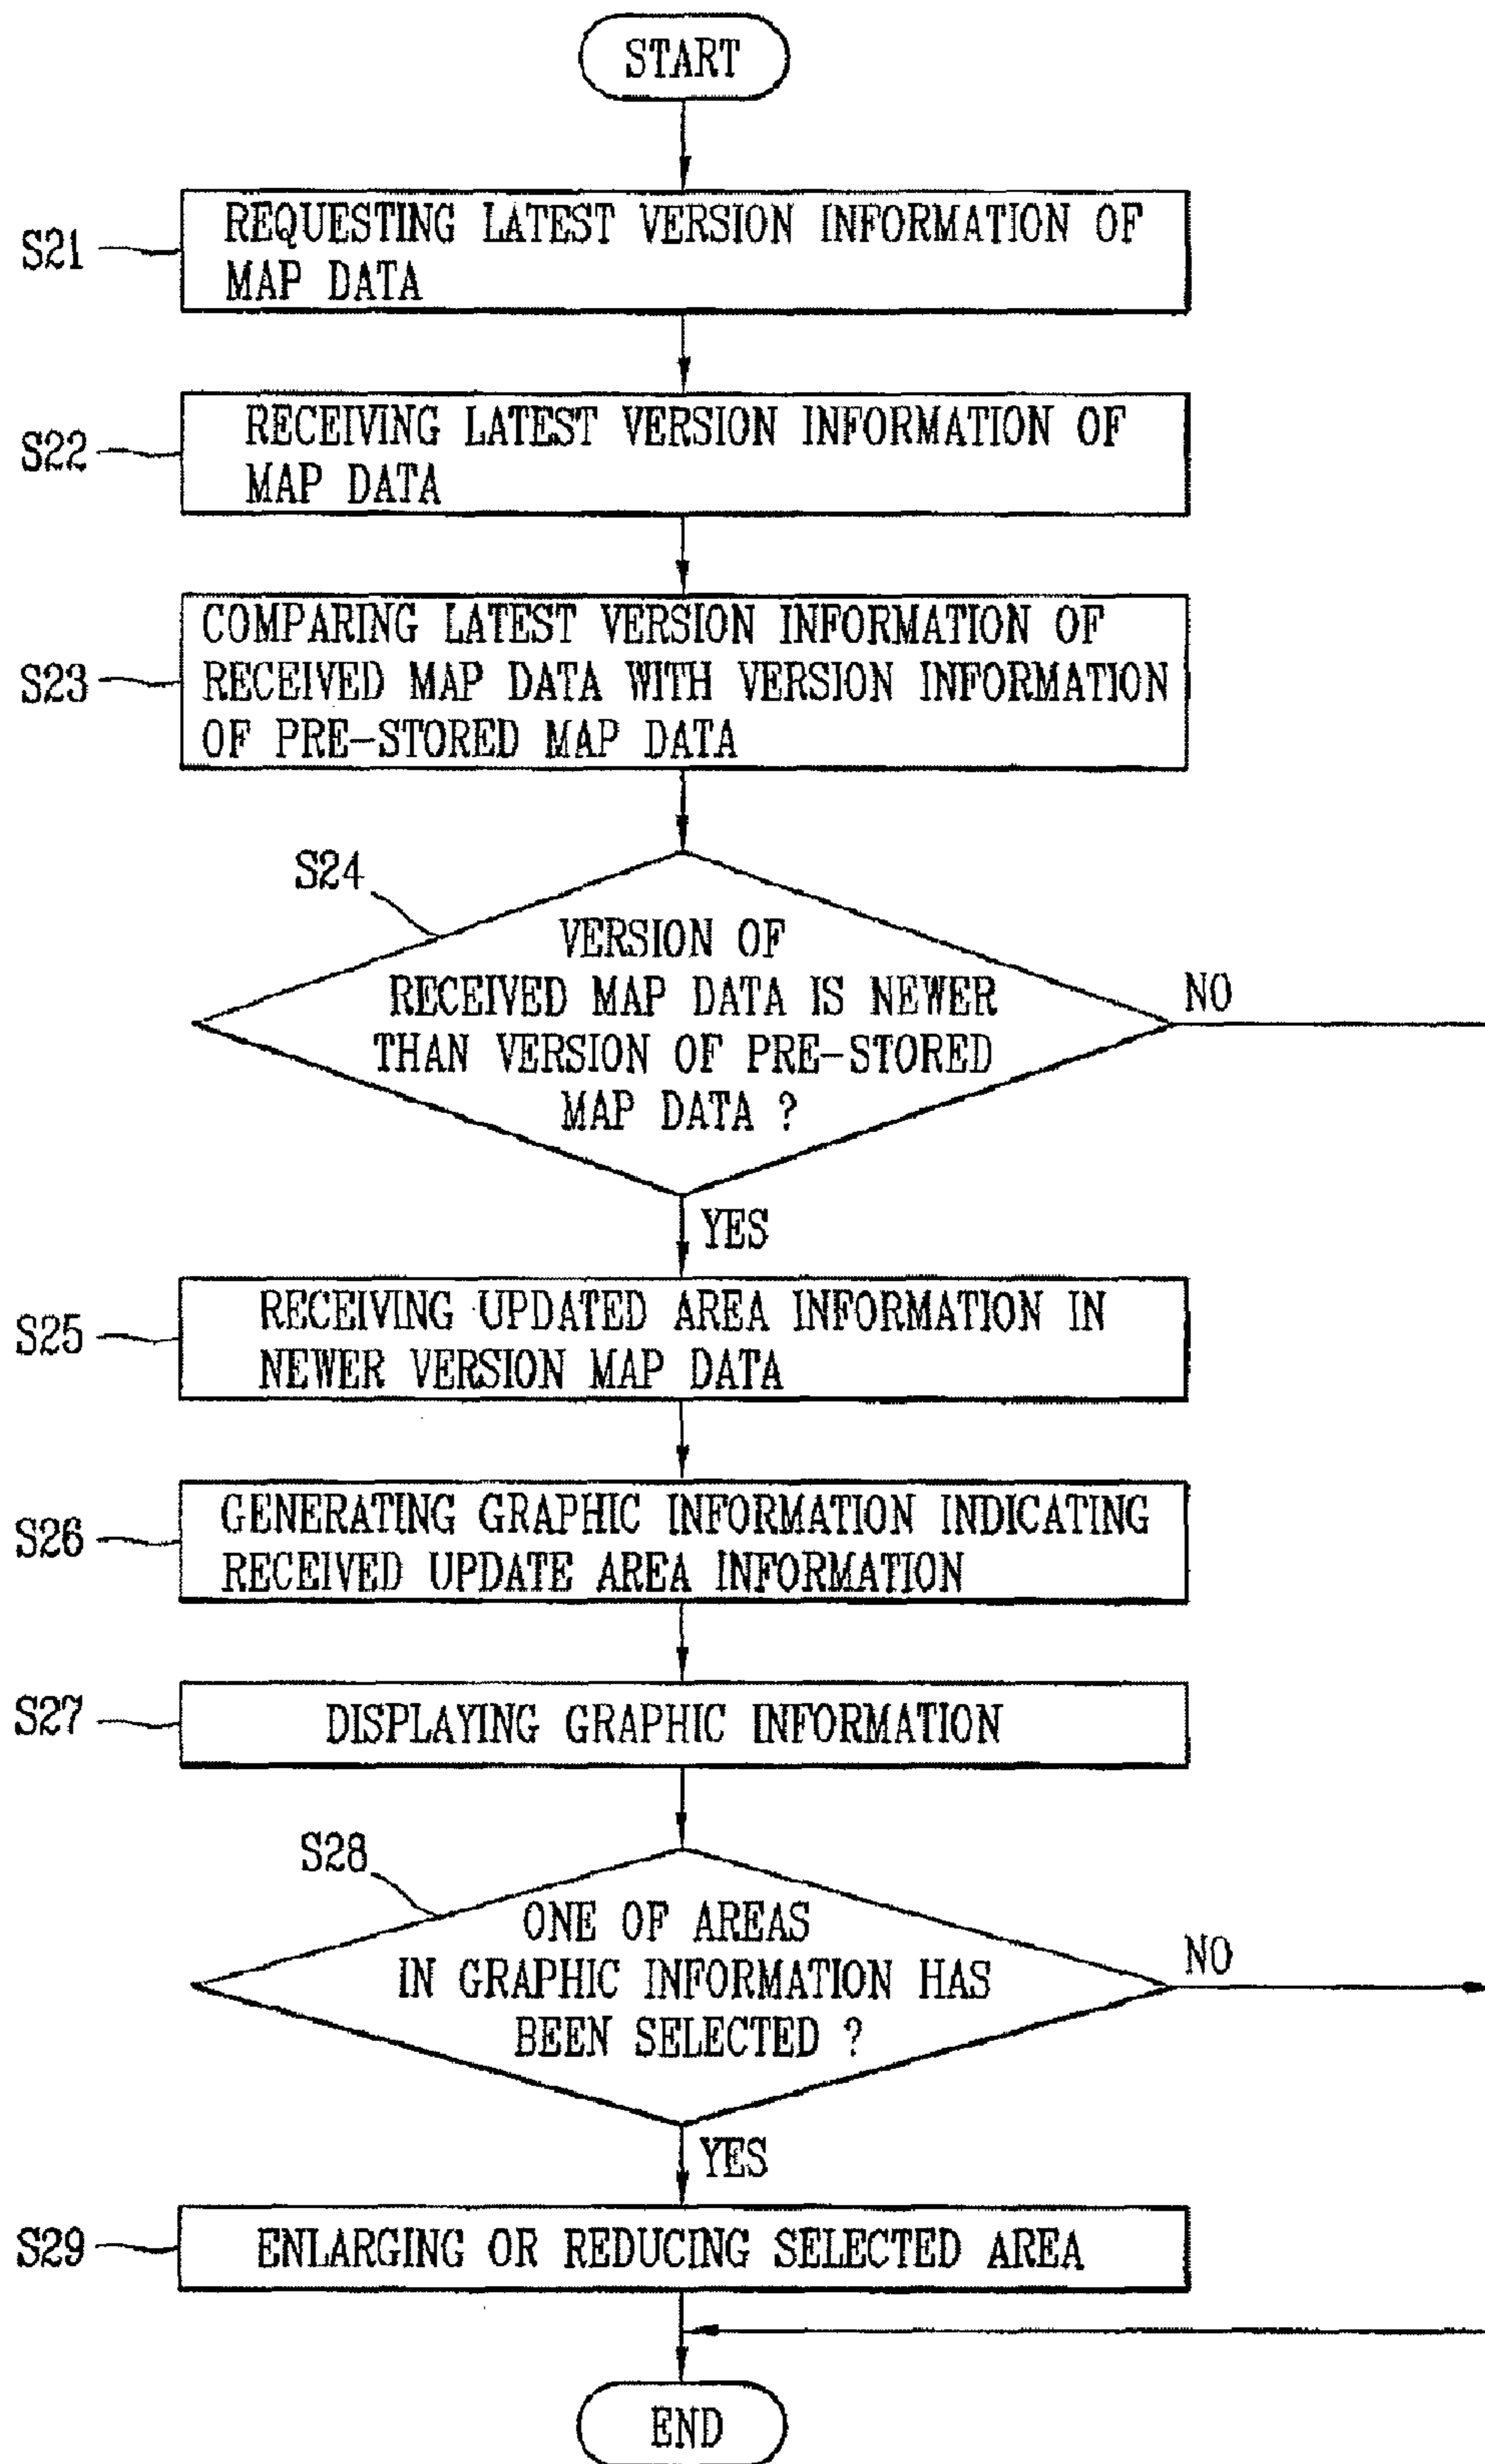 START
S21
REQUESTING LATEST VERSION INFORMATION OF
MAP DATA
S22
RECEIVING LATEST VERSION INFORMATION OF
MAP DATA
S23
COMPARING LATEST VERSION INFORMATION OF
RECEIVED MAP DATA WITH VERSION INFORMATION
OF PRE-STORED MAP DATA
S24
VERSION OF
RECEIVED MAP DATA IS NEWER
THAN VERSION OF PRE-STORED
MAP DATA ?
NO
YES
S25
RECEIVING UPDATED AREA INFORMATION IN
NEWER VERSION MAP DATA
S26
GENERATING GRAPHIC INFORMATION INDICATING
RECEIVED UPDATE AREA INFORMATION
S27
DISPLAYING GRAPHIC INFORMATION
S28
ONE OF AREAS
IN GRAPHIC INFORMATION HAS
BEEN SELECTED ?
NO
YES
S29
ENLARGING OR REDUCING SELECTED AREA
END